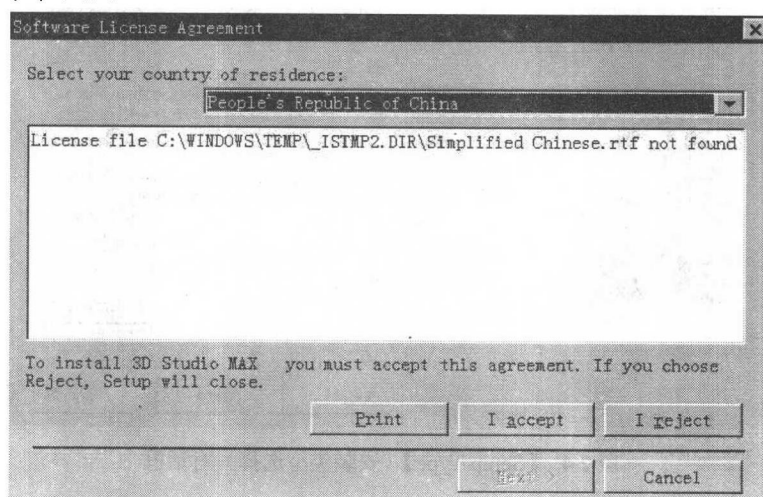 Software License Agreement
Select your country of residence:
People's Republic of China
License file C:\WINDOWS\TEMP\_ISTMP2.DIR\Simplified Chinese.rtf not found
To install 3D Studio MAX you must accept this agreement. If you choose
Reject, Setup will close.
Print I accept I reject
Next > Cancel